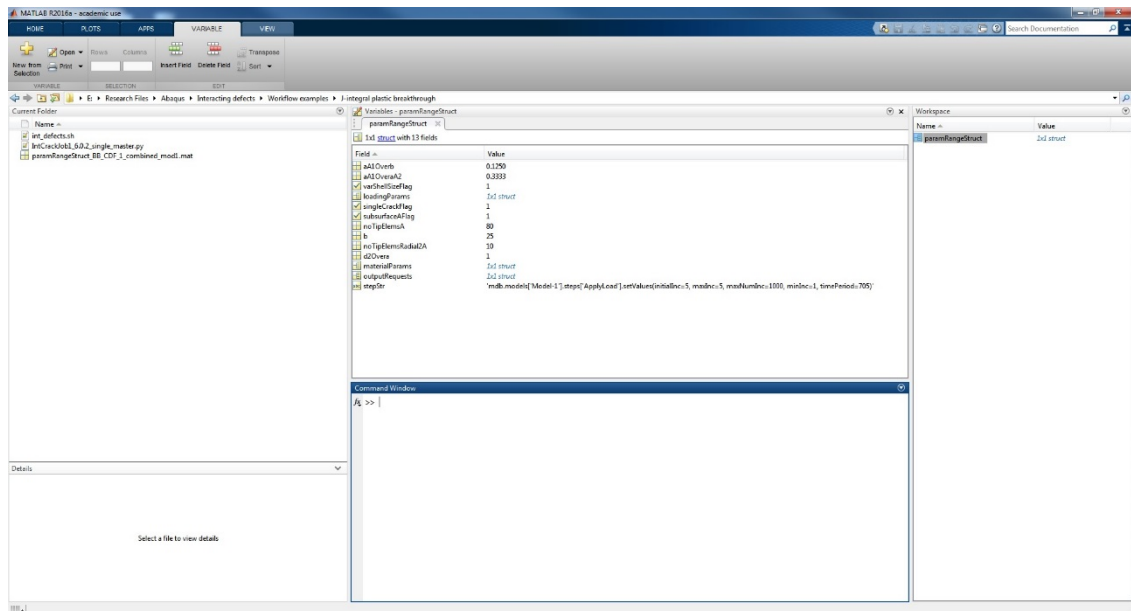 MATLAB R2016a - academic use
HOME PLOTS APPS VARIABLE VIEW
Search Documentation
New from Selection
Open
Print
Rows Columns
Insert Field Delete Field
Transpose
Sort
VARIABLE SELECTION EDIT
E: Research Files Abaqus Interacting defects Workflow examples J-integral plastic breakthrough
Current Folder
Name
int_defects.sh
IntCrackJob1_6.0.2_single_master.py
paramRangeStruct_BB_CDF_1_combined_mod1.mat
Details
Select a file to view details
Variables - paramRangeStruct
paramRangeStruct
1x1 struct with 13 fields
Field Value
aA1Overb 0.1250
aA1OveraA2 0.3333
varShellSizeFlag 1
loadingParams 1x1 struct
singleCrackFlag 1
subsurfaceAFlag 1
noTipElemsA 80
b 25
noTipElemsRadial2A 10
d2Overa 1
materialParams 1x1 struct
outputRequests 1x1 struct
stepStr 'mdb.models['Model-1'].steps['ApplyLoad'].setValues(initialInc=5, maxInc=5, maxNumInc=1000, minInc=1, timePeriod=705)'
Command Window
fx >>
Workspace
Name Value
paramRangeStruct 1x1 struct